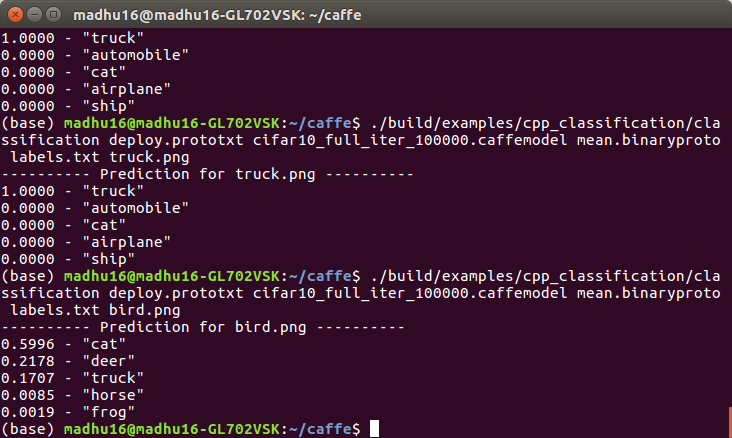 madhu16@madhu16-GL702VSK: ~/caffe
1.0000 - "truck"
0.0000 - "automobile"
0.0000 - "cat"
0.0000 - "airplane"
0.0000 - "ship"
(base) madhu16@madhu16-GL702VSK:~/caffe$ ./build/examples/cpp_classification/cla
ssification deploy.prototxt cifar10_full_iter_100000.caffemodel mean.binaryproto
 labels.txt truck.png
---------- Prediction for truck.png ----------
1.0000 - "truck"
0.0000 - "automobile"
0.0000 - "cat"
0.0000 - "airplane"
0.0000 - "ship"
(base) madhu16@madhu16-GL702VSK:~/caffe$ ./build/examples/cpp_classification/cla
ssification deploy.prototxt cifar10_full_iter_100000.caffemodel mean.binaryproto
 labels.txt bird.png
---------- Prediction for bird.png ----------
0.5996 - "cat"
0.2178 - "deer"
0.1707 - "truck"
0.0085 - "horse"
0.0019 - "frog"
(base) madhu16@madhu16-GL702VSK:~/caffe$